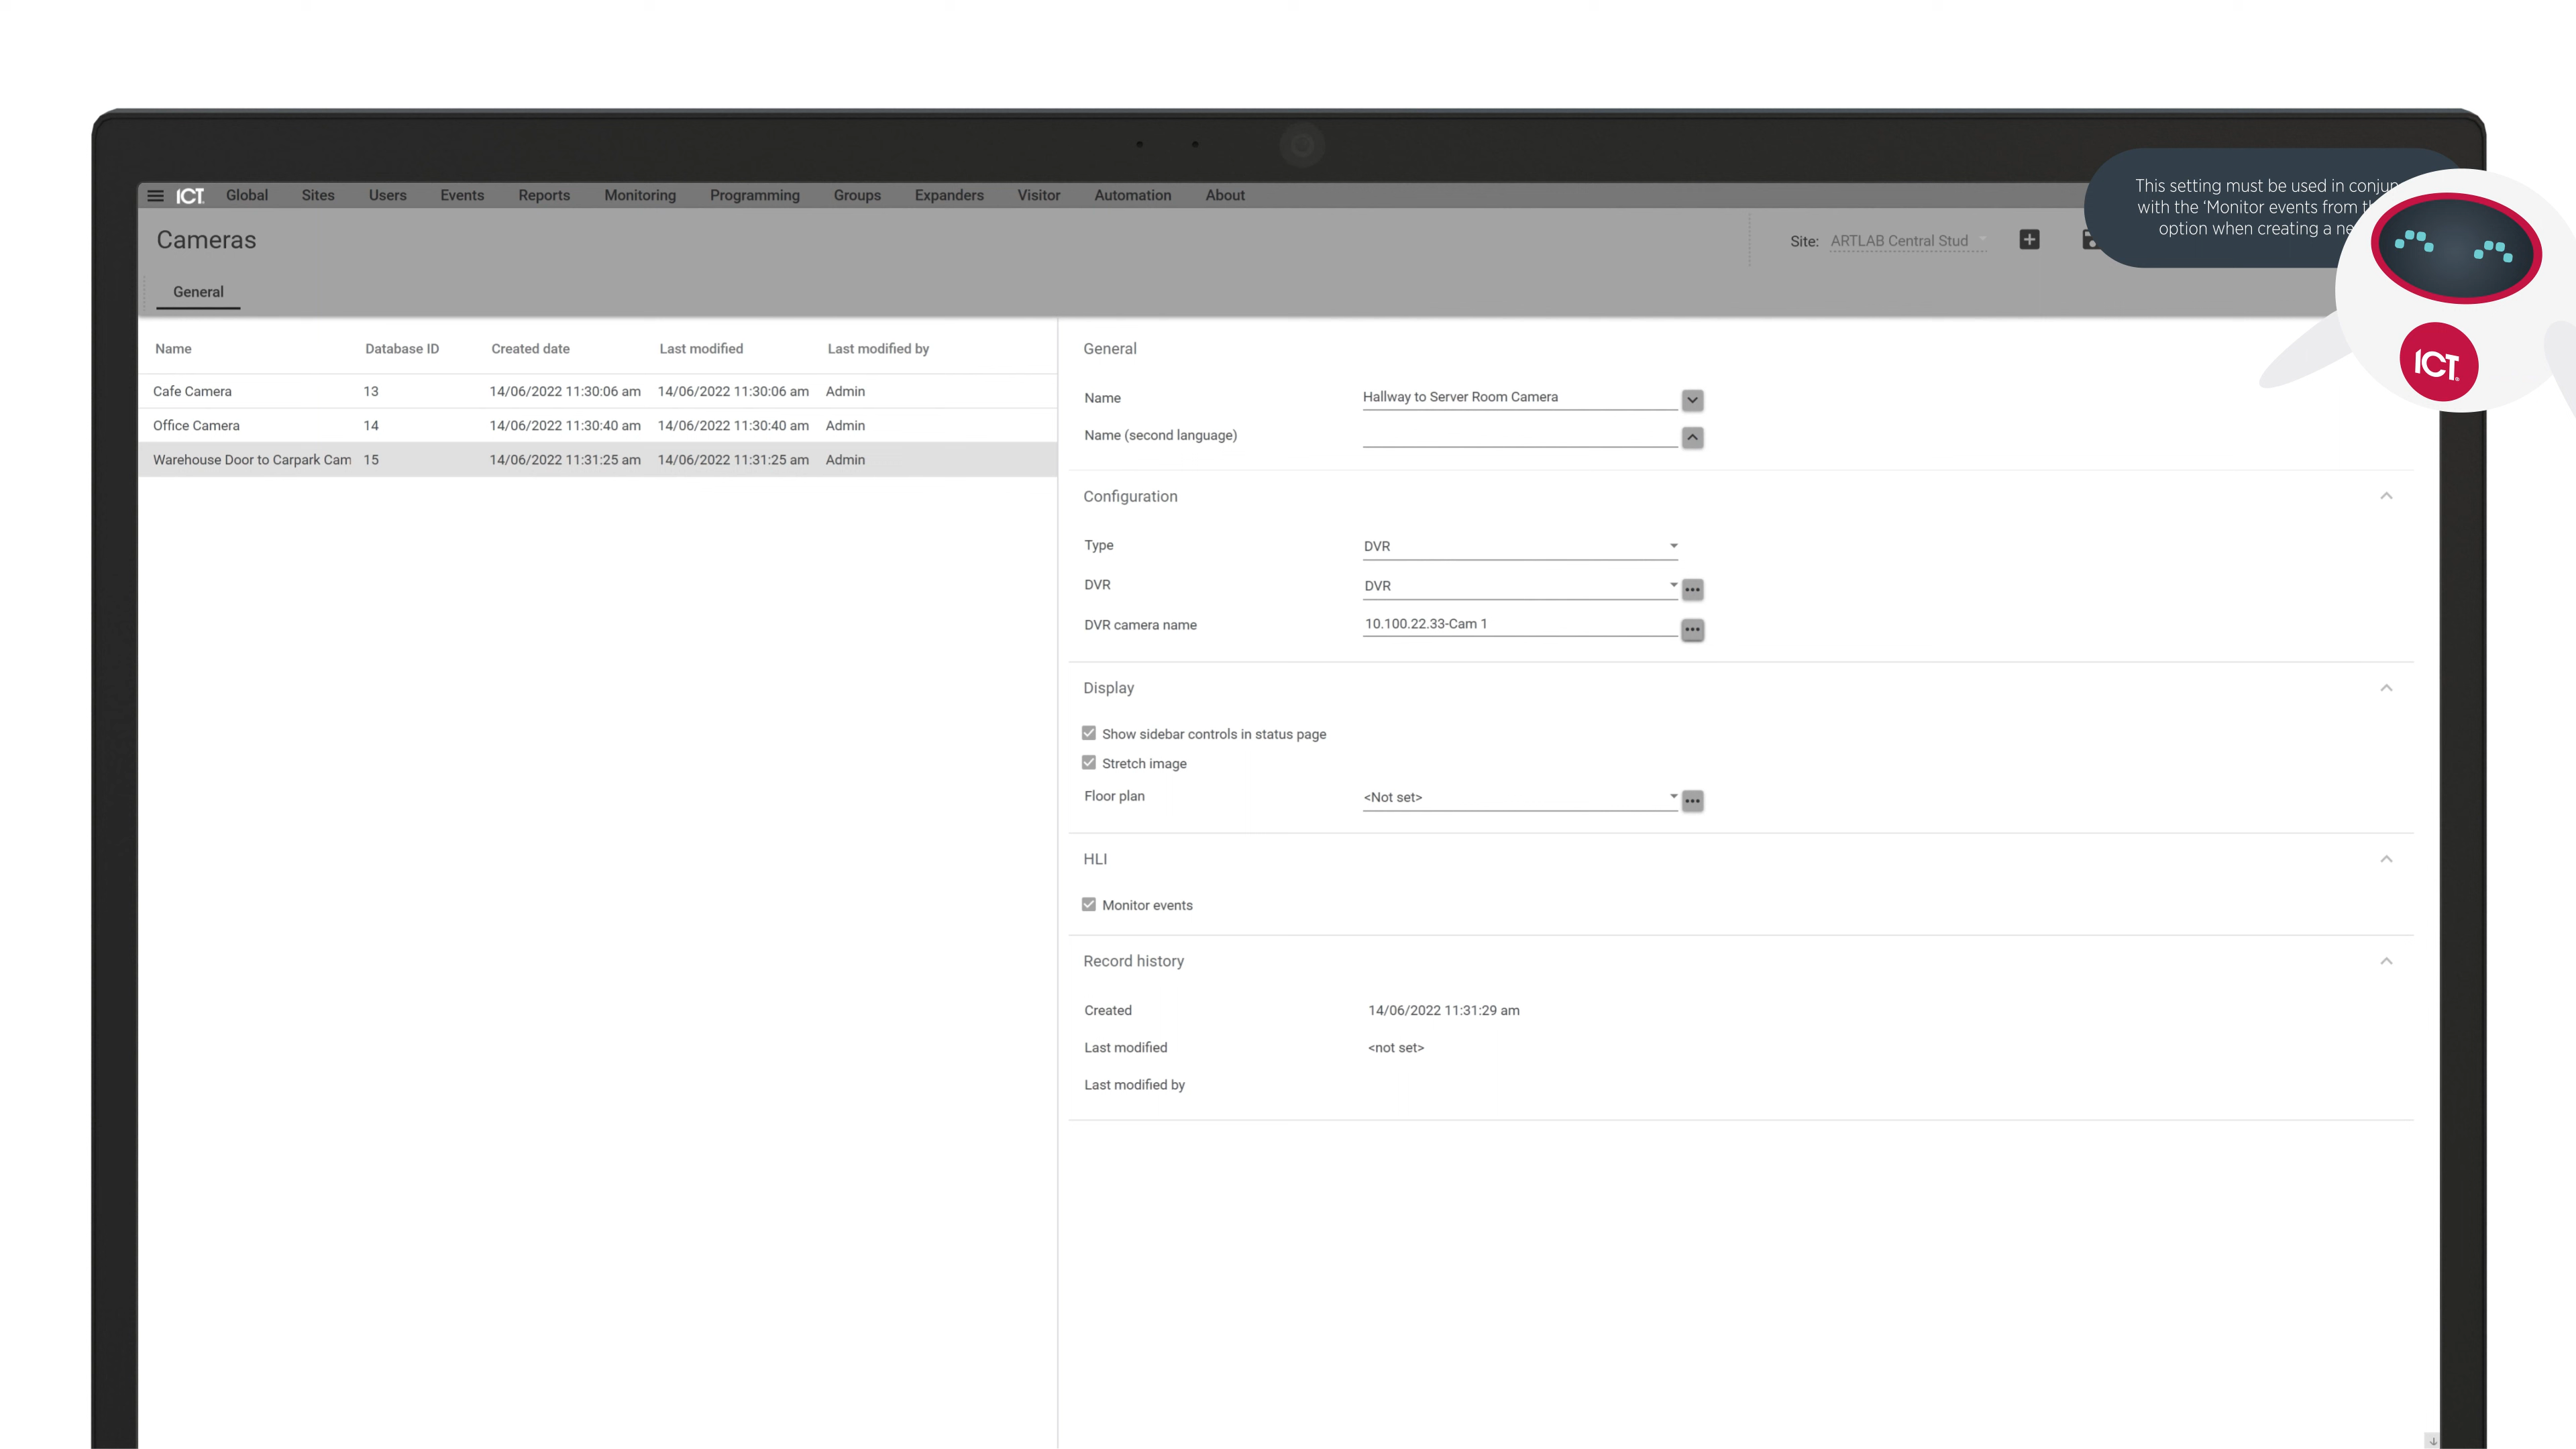 This setting must be used in
with the 'Monitor events from
option when creating a
ICT Global Sites Users Events Reports Monitoring Programming Groups Expanders Visitor Automation About
Cameras
Site: ARTLAB Central Stud
General
ICT
Name Database ID Created date Last modified Last modified by
Cafe Camera 13 14/06/2022 11:30:06 am 14/06/2022 11:30:06 am Admin
Office Camera 14 14/06/2022 11:30:40 am 14/06/2022 11:30:40 am Admin
Warehouse Door to Carpark Cam 15 14/06/2022 11:31:25 am 14/06/2022 11:31:25 am Admin
General
Name Hallway to Server Room Camera
Name (second language)
Configuration
Type DVR
DVR DVR
DVR camera name 10.100.22.33-Cam 1
Display
Show sidebar controls in status page
Stretch image
Floor plan <Not set>
HLI
Monitor events
Record history
Created 14/06/2022 11:31:29 am
Last modified <not set>
Last modified by